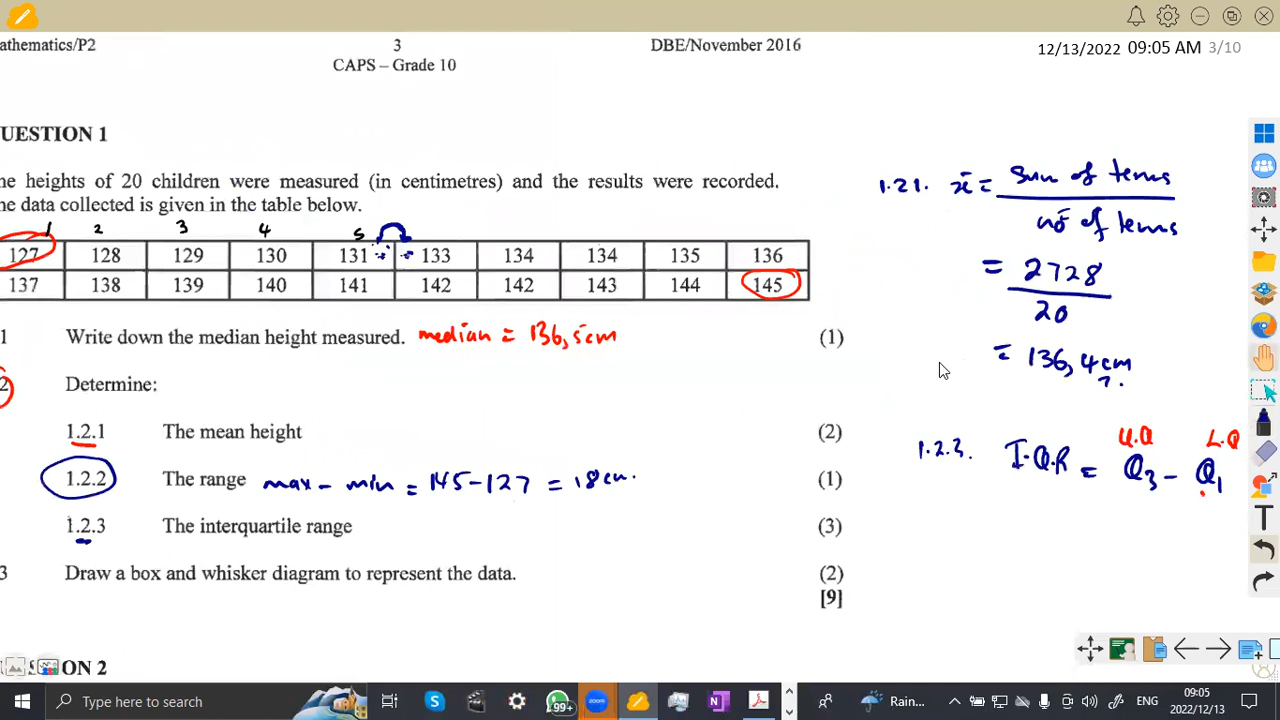 12/13/2022 09:05 AM 3/10
athematics/P2 3 DBE/November 2016
CAPS – Grade 10
UESTION 1
he heights of 20 children were measured (in centimetres) and the results were recorded.
he data collected is given in the table below.
1 2 3 4 5
127 128 129 130 131 133 134 134 135 136
137 138 139 140 141 142 142 143 144 145
1 Write down the median height measured. median = 136,5cm (1)
2 Determine:
1.2.1 The mean height (2)
1.2.2 The range max - min = 145-127 = 18cm. (1)
1.2.3 The interquartile range (3)
3 Draw a box and whisker diagram to represent the data. (2)
[9]
ON 2
1.21. x̄ = sum of terms
no of terms
= 2728
20
= 136,4cm
U.Q L.Q
1.2.3. I.Q.R = Q3 - Q1
T
Type here to search
99+
Rain...
ENG
09:05
2022/12/13